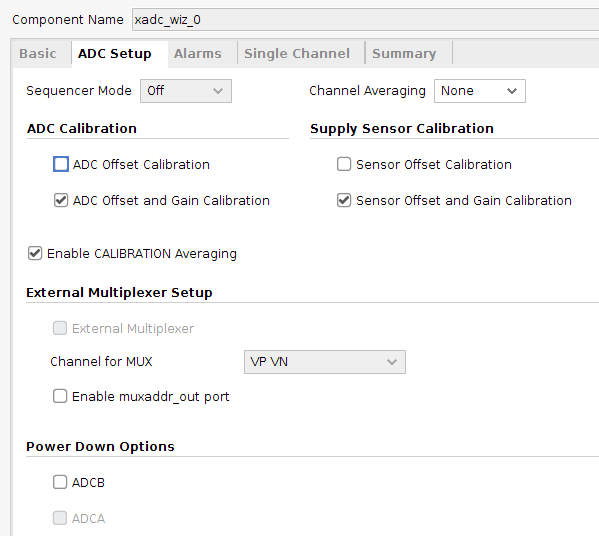 Component Name xadc_wiz_0
Basic ADC Setup Alarms Single Channel Summary
Sequencer Mode Off Channel Averaging None
ADC Calibration Supply Sensor Calibration
ADC Offset Calibration Sensor Offset Calibration
ADC Offset and Gain Calibration Sensor Offset and Gain Calibration
Enable CALIBRATION Averaging
External Multiplexer Setup
External Multiplexer
Channel for MUX VP VN
Enable muxaddr_out port
Power Down Options
ADCB
ADCA